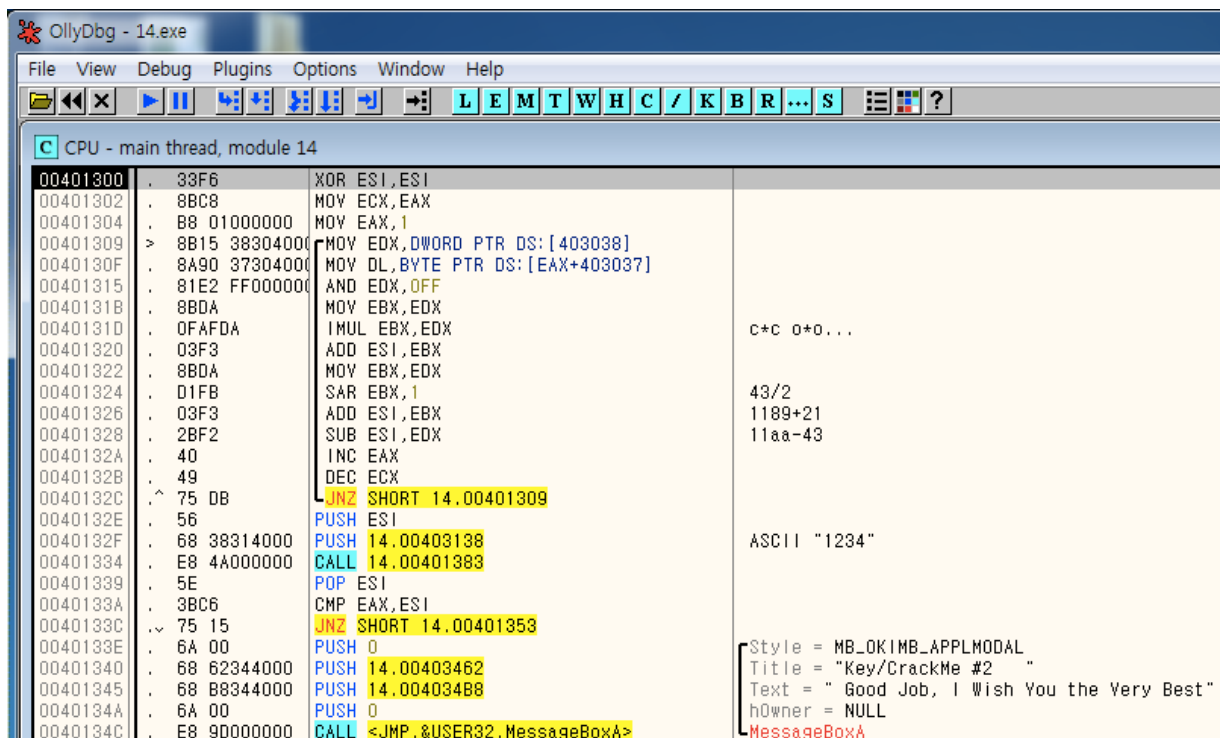 OllyDbg - 14.exe
File View Debug Plugins Options Window Help
L E M T W H C / K B R ... S ?
C CPU - main thread, module 14
00401300 . 33F6 XOR ESI,ESI
00401302 . 8BC8 MOV ECX,EAX
00401304 . B8 01000000 MOV EAX,1
00401309 > 8B15 38304000 MOV EDX,DWORD PTR DS:[403038]
0040130F . 8A90 37304000 MOV DL,BYTE PTR DS:[EAX+403037]
00401315 . 81E2 FF000000 AND EDX,0FF
0040131B . 8BDA MOV EBX,EDX
0040131D . 0FAFDA IMUL EBX,EDX C*C O*O...
00401320 . 03F3 ADD ESI,EBX
00401322 . 8BDA MOV EBX,EDX
00401324 . D1FB SAR EBX,1 43/2
00401326 . 03F3 ADD ESI,EBX 1189+21
00401328 . 2BF2 SUB ESI,EDX 11aa-43
0040132A . 40 INC EAX
0040132B . 49 DEC ECX
0040132C .^ 75 DB JNZ SHORT 14.00401309
0040132E . 56 PUSH ESI
0040132F . 68 38314000 PUSH 14.00403138 ASCII "1234"
00401334 . E8 4A000000 CALL 14.00401383
00401339 . 5E POP ESI
0040133A . 3BC6 CMP EAX,ESI
0040133C .v 75 15 JNZ SHORT 14.00401353
0040133E . 6A 00 PUSH 0 Style = MB_OK|MB_APPLMODAL
00401340 . 68 62344000 PUSH 14.00403462 Title = "Key/CrackMe #2 "
00401345 . 68 B8344000 PUSH 14.004034B8 Text = " Good Job, I Wish You the Very Best"
0040134A . 6A 00 PUSH 0 hOwner = NULL
0040134C . E8 9D000000 CALL <JMP.&USER32.MessageBoxA> MessageBoxA